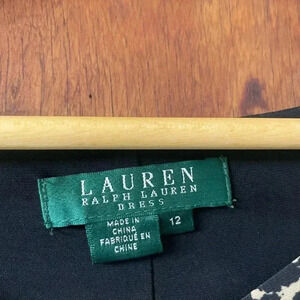 LAUREN
RALPH LAUREN
DRESS
MADE IN
CHINA
FABRIQUÉ EN
CHINE
12